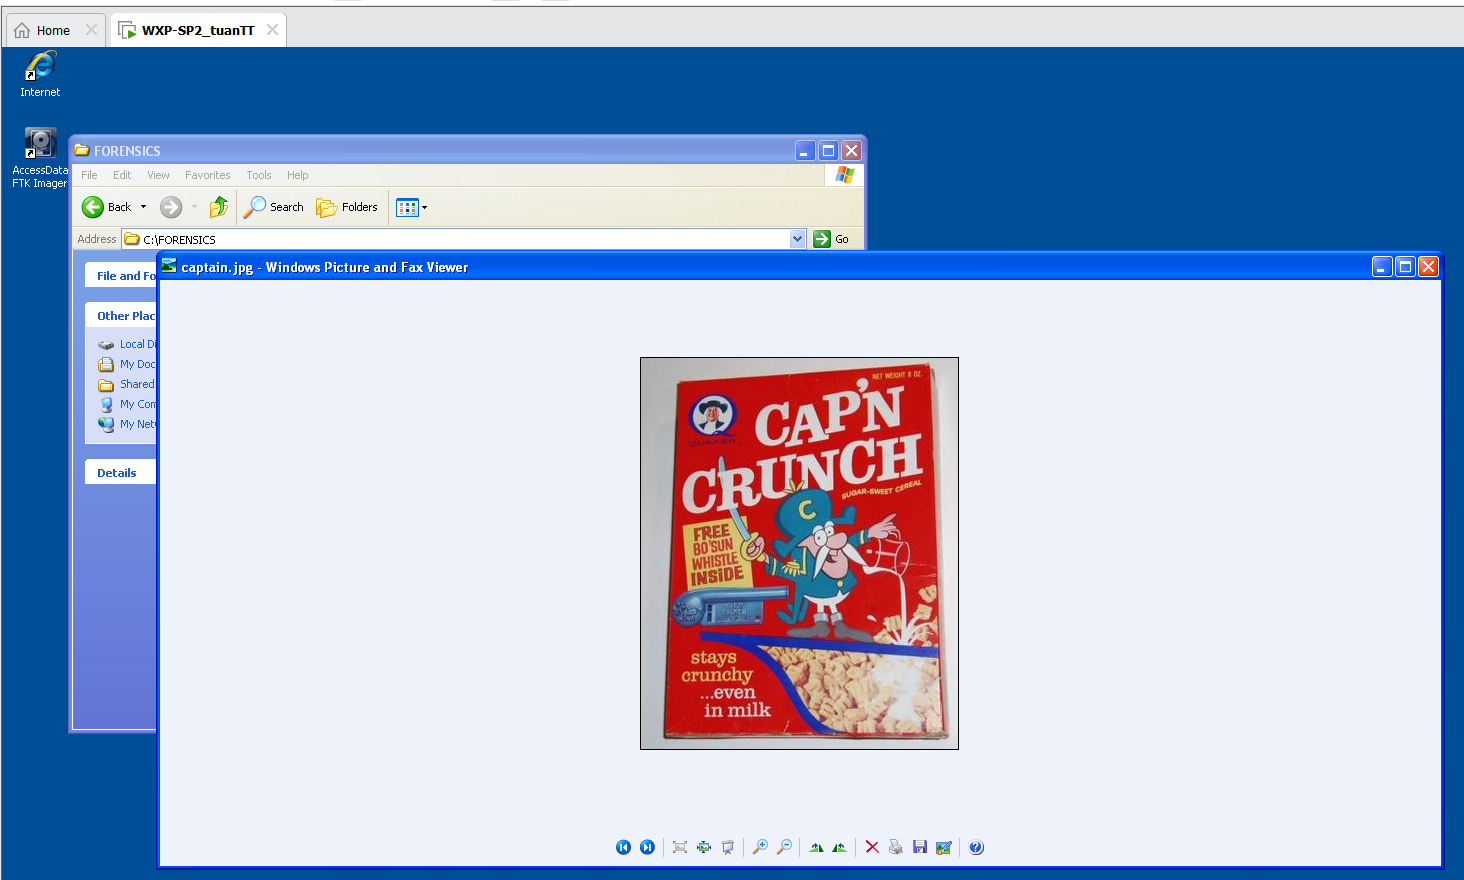 Home
WXP-SP2_tuanTT
Internet
AccessData
FTK Imager
FORENSICS
File Edit View Favorites Tools Help
Back Search Folders
Address C:\FORENSICS Go
captain.jpg - Windows Picture and Fax Viewer
File and Fo
Other Plac
Local Di
My Doc
Shared
My Com
My Net
Details
NET WEIGHT 8 OZ.
CAP'N
CRUNCH
QUAKER
SUGAR-SWEET CEREAL
C
FREE
BO'SUN
WHISTLE
INSIDE
stays
crunchy
...even
in milk